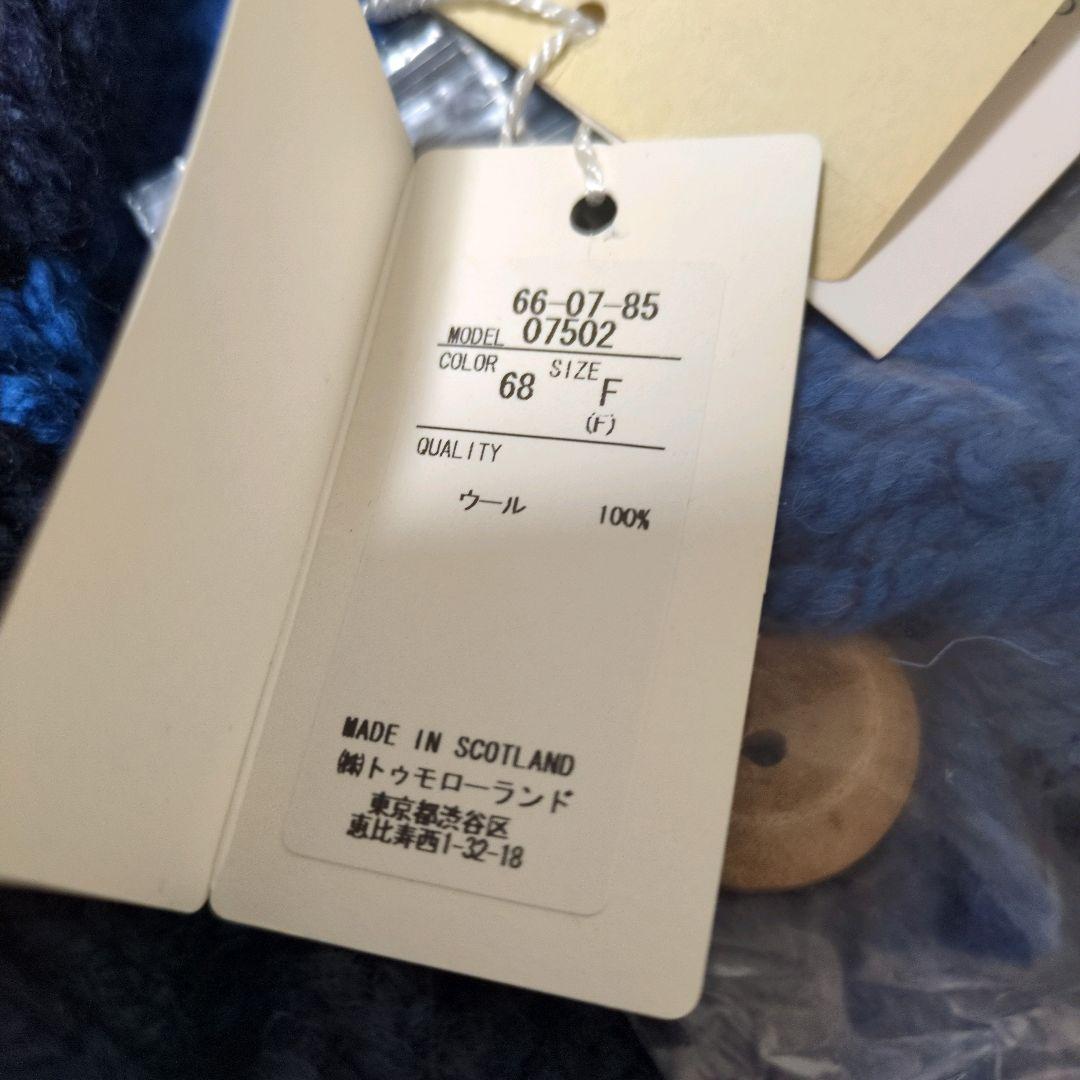 66-07-85
MODEL 07502
COLOR 68 SIZE F
(F)
QUALITY
ウール 100%
MADE IN SCOTLAND
㈱トゥモローランド
東京都渋谷区
恵比寿西1-32-18